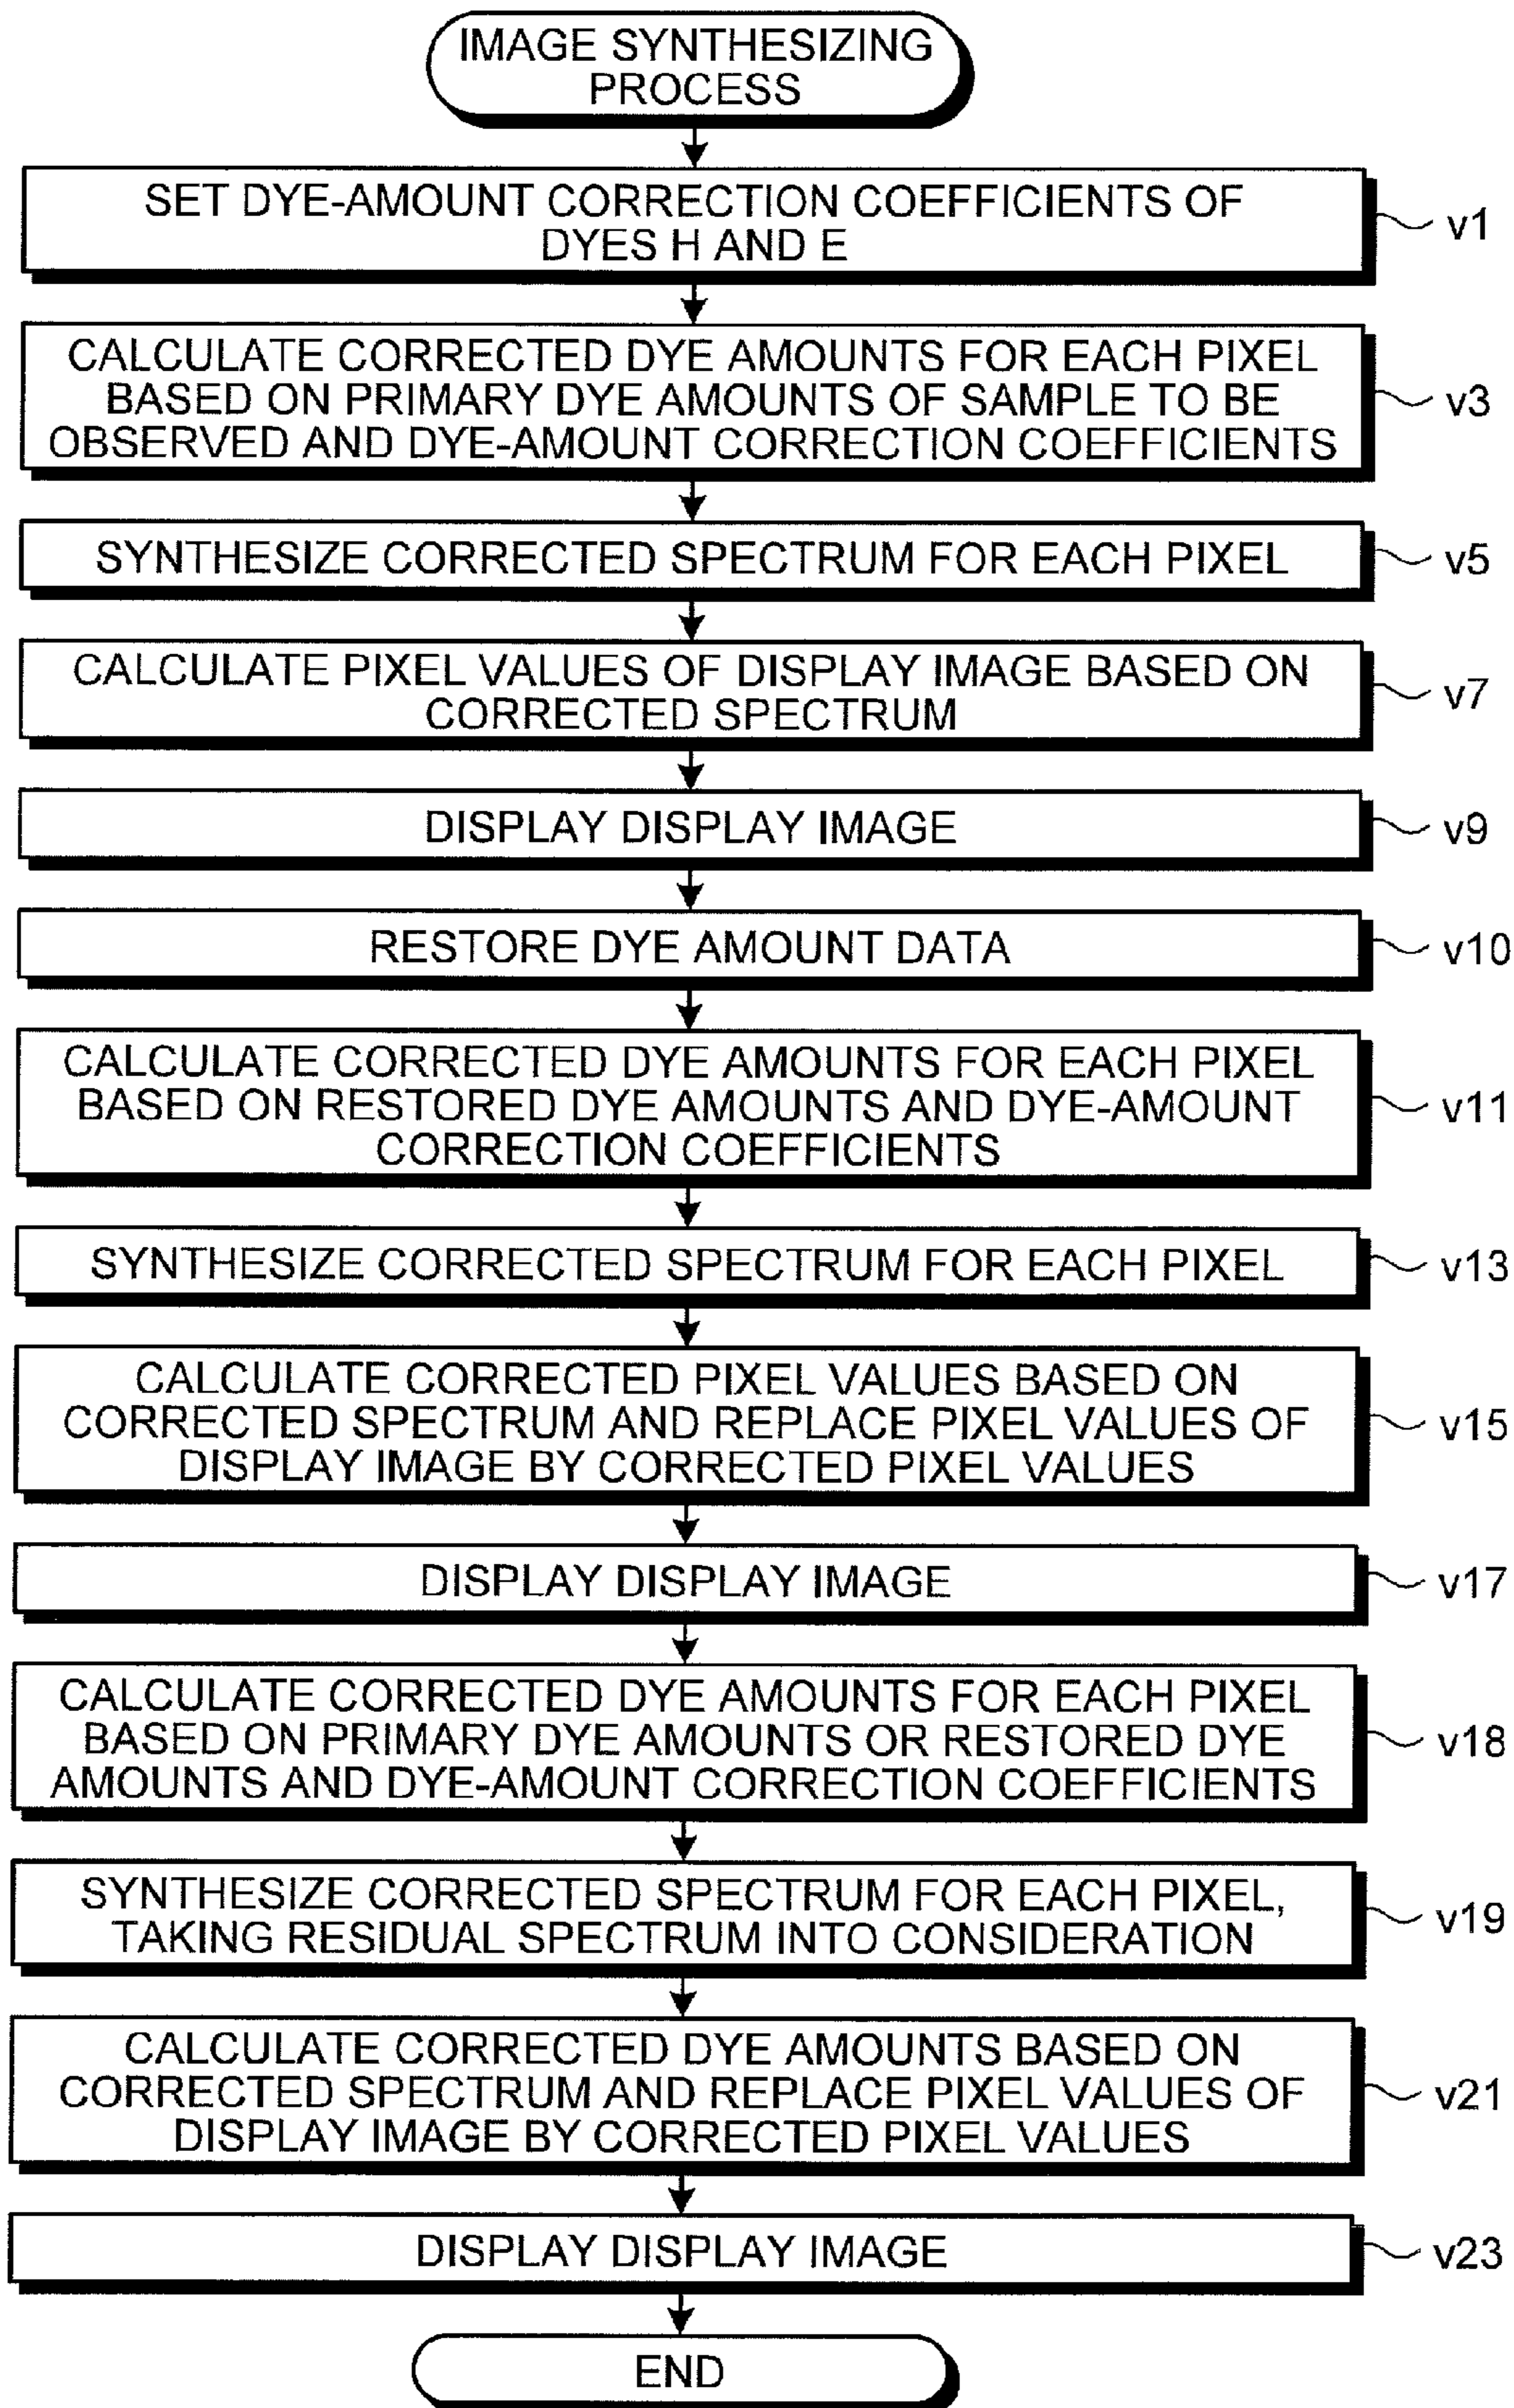 IMAGE SYNTHESIZING
PROCESS
SET DYE-AMOUNT CORRECTION COEFFICIENTS OF
DYES H AND E
v1
CALCULATE CORRECTED DYE AMOUNTS FOR EACH PIXEL
BASED ON PRIMARY DYE AMOUNTS OF SAMPLE TO BE
OBSERVED AND DYE-AMOUNT CORRECTION COEFFICIENTS
v3
SYNTHESIZE CORRECTED SPECTRUM FOR EACH PIXEL
v5
CALCULATE PIXEL VALUES OF DISPLAY IMAGE BASED ON
CORRECTED SPECTRUM
v7
DISPLAY DISPLAY IMAGE
v9
RESTORE DYE AMOUNT DATA
v10
CALCULATE CORRECTED DYE AMOUNTS FOR EACH PIXEL
BASED ON RESTORED DYE AMOUNTS AND DYE-AMOUNT
CORRECTION COEFFICIENTS
v11
SYNTHESIZE CORRECTED SPECTRUM FOR EACH PIXEL
v13
CALCULATE CORRECTED PIXEL VALUES BASED ON
CORRECTED SPECTRUM AND REPLACE PIXEL VALUES OF
DISPLAY IMAGE BY CORRECTED PIXEL VALUES
v15
DISPLAY DISPLAY IMAGE
v17
CALCULATE CORRECTED DYE AMOUNTS FOR EACH PIXEL
BASED ON PRIMARY DYE AMOUNTS OR RESTORED DYE
AMOUNTS AND DYE-AMOUNT CORRECTION COEFFICIENTS
v18
SYNTHESIZE CORRECTED SPECTRUM FOR EACH PIXEL,
TAKING RESIDUAL SPECTRUM INTO CONSIDERATION
v19
CALCULATE CORRECTED DYE AMOUNTS BASED ON
CORRECTED SPECTRUM AND REPLACE PIXEL VALUES OF
DISPLAY IMAGE BY CORRECTED PIXEL VALUES
v21
DISPLAY DISPLAY IMAGE
v23
END